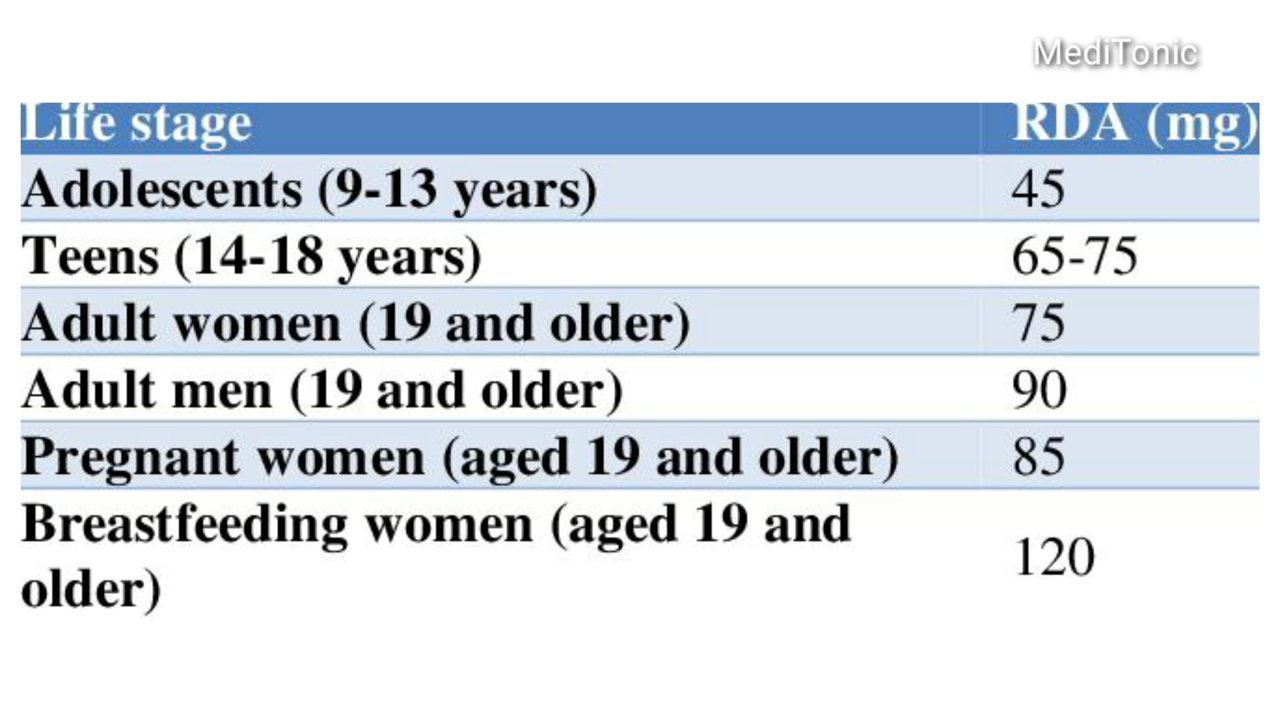 MediTonic
Life stage RDA (mg)
Adolescents (9-13 years) 45
Teens (14-18 years) 65-75
Adult women (19 and older) 75
Adult men (19 and older) 90
Pregnant women (aged 19 and older) 85
Breastfeeding women (aged 19 and
older) 120